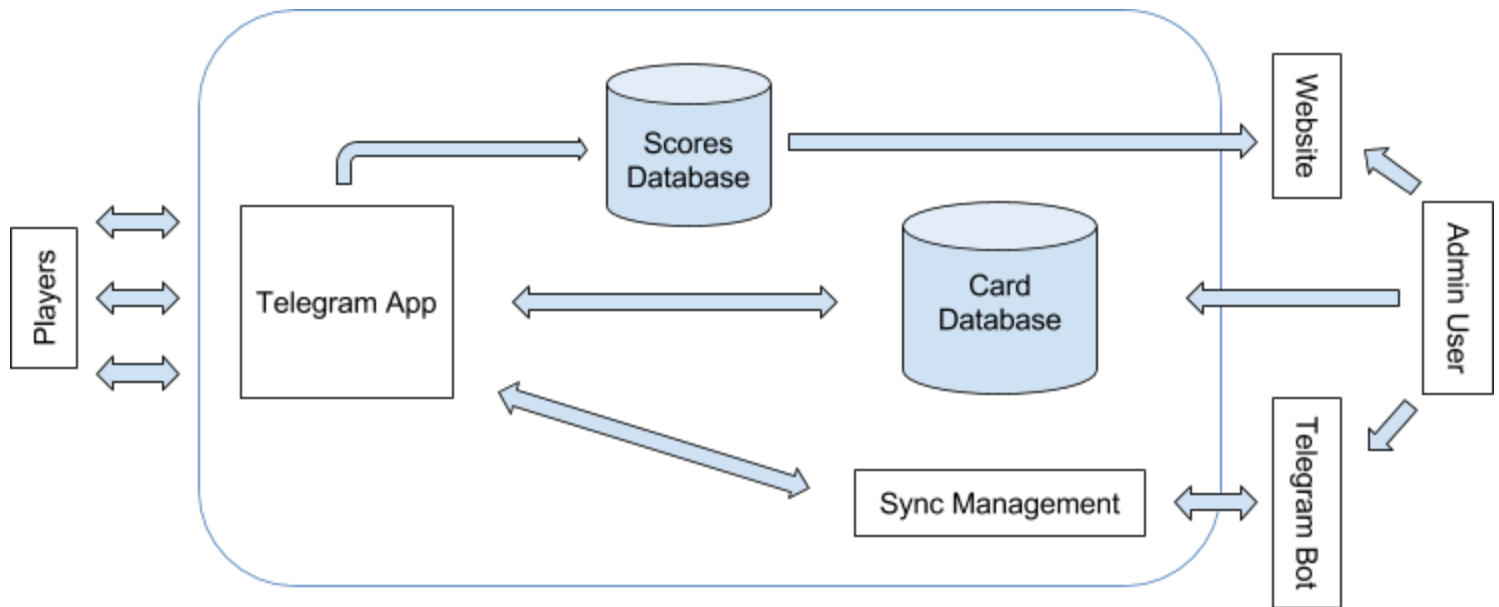 Players
Telegram App
Scores
Database
Card
Database
Sync Management
Website
Admin User
Telegram Bot